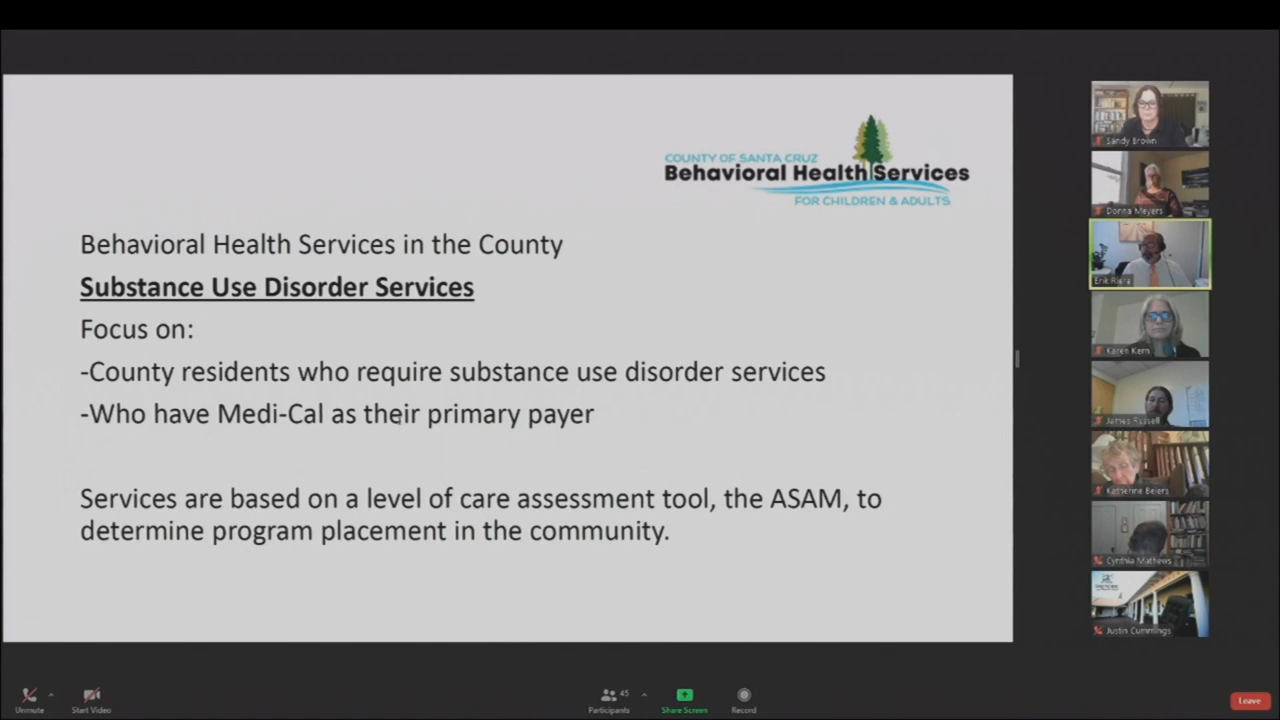 COUNTY OF SANTA CRUZ
Behavioral Health Services
FOR CHILDREN & ADULTS
Behavioral Health Services in the County
Substance Use Disorder Services
Focus on:
-County residents who require substance use disorder services
-Who have Medi-Cal as their primary payer
Services are based on a level of care assessment tool, the ASAM, to
determine program placement in the community.
Sandy Brown
Donna Meyers
Erik Riera
Karen Kern
James Russell
Katherine Beiers
Cynthia Mathews
Justin Cummings
Unmute
Start Video
45
Participants
Share Screen
Record
Leave